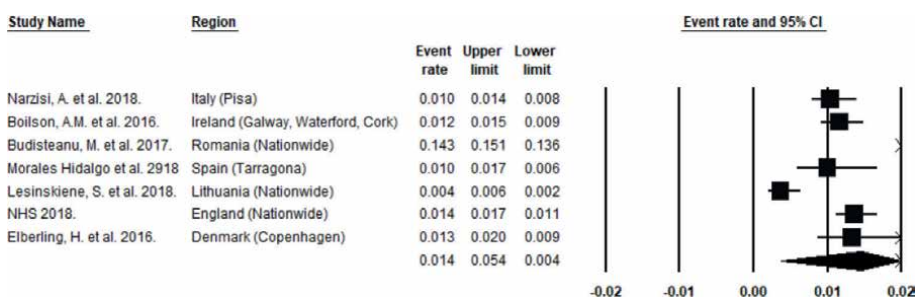 Study Name Region Event rate and 95% CI
Event Upper Lower
rate limit limit
Narzisi, A. et al. 2018. Italy (Pisa) 0.010 0.014 0.008
Boilson, A.M. et al. 2016. Ireland (Galway, Waterford, Cork) 0.012 0.015 0.009
Budisteanu, M. et al. 2017. Romania (Nationwide) 0.143 0.151 0.136
Morales Hidalgo et al. 2918 Spain (Tarragona) 0.010 0.017 0.006
Lesinskiene, S. et al. 2018. Lithuania (Nationwide) 0.004 0.006 0.002
NHS 2018. England (Nationwide) 0.014 0.017 0.011
Elberling, H. et al. 2016. Denmark (Copenhagen) 0.013 0.020 0.009
0.014 0.054 0.004
-0.02 -0.01 0.00 0.01 0.02